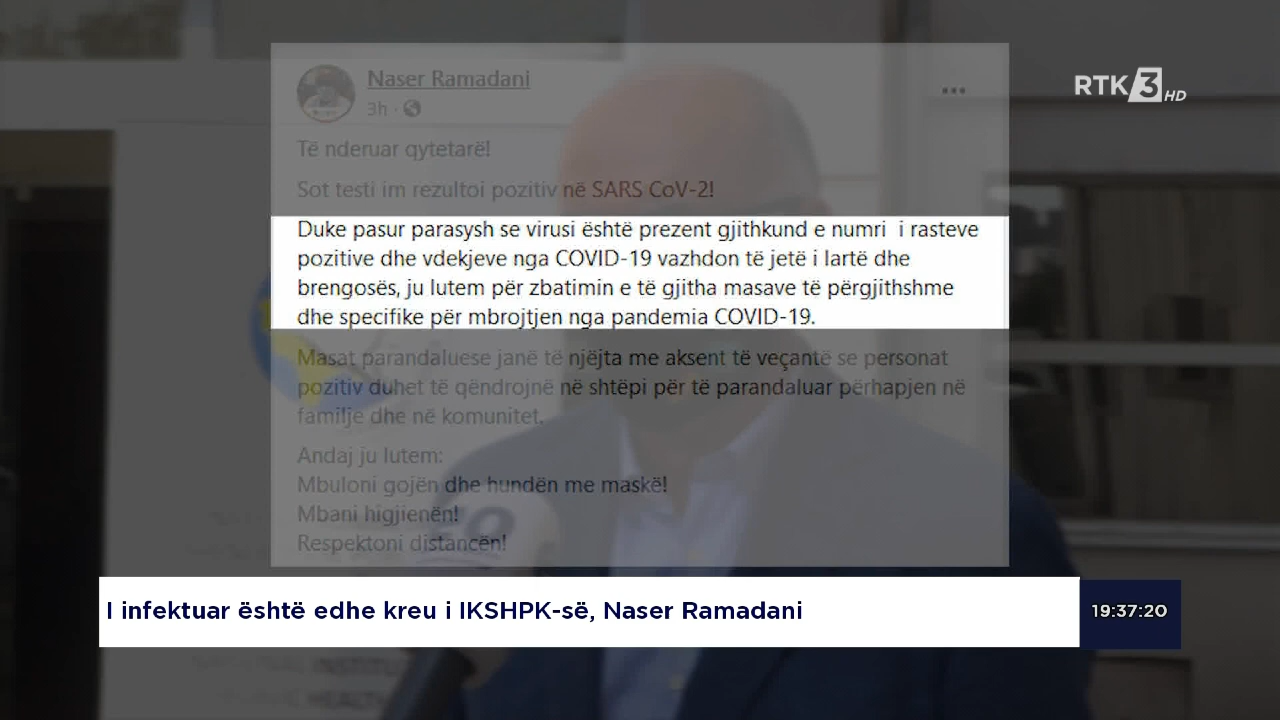 RTK 3 HD
Naser Ramadani
3h
Të nderuar qytetarë!
Sot testi im rezultoi pozitiv në SARS CoV-2!
Duke pasur parasysh se virusi është prezent gjithkund e numri i rasteve
pozitive dhe vdekjeve nga COVID-19 vazhdon të jetë i lartë dhe
brengosës, ju lutem për zbatimin e të gjitha masave të përgjithshme
dhe specifike për mbrojtjen nga pandemia COVID-19.
Masat parandaluese janë të njëjta me aksent të veçantë se personat
pozitiv duhet të qëndrojnë në shtëpi për të parandaluar përhapjen në
familje dhe në komunitet.
Andaj ju lutem:
Mbuloni gojën dhe hundën me maskë!
Mbani higjienën!
Respektoni distancën!
I infektuar është edhe kreu i IKSHPK-së, Naser Ramadani
19:37:20